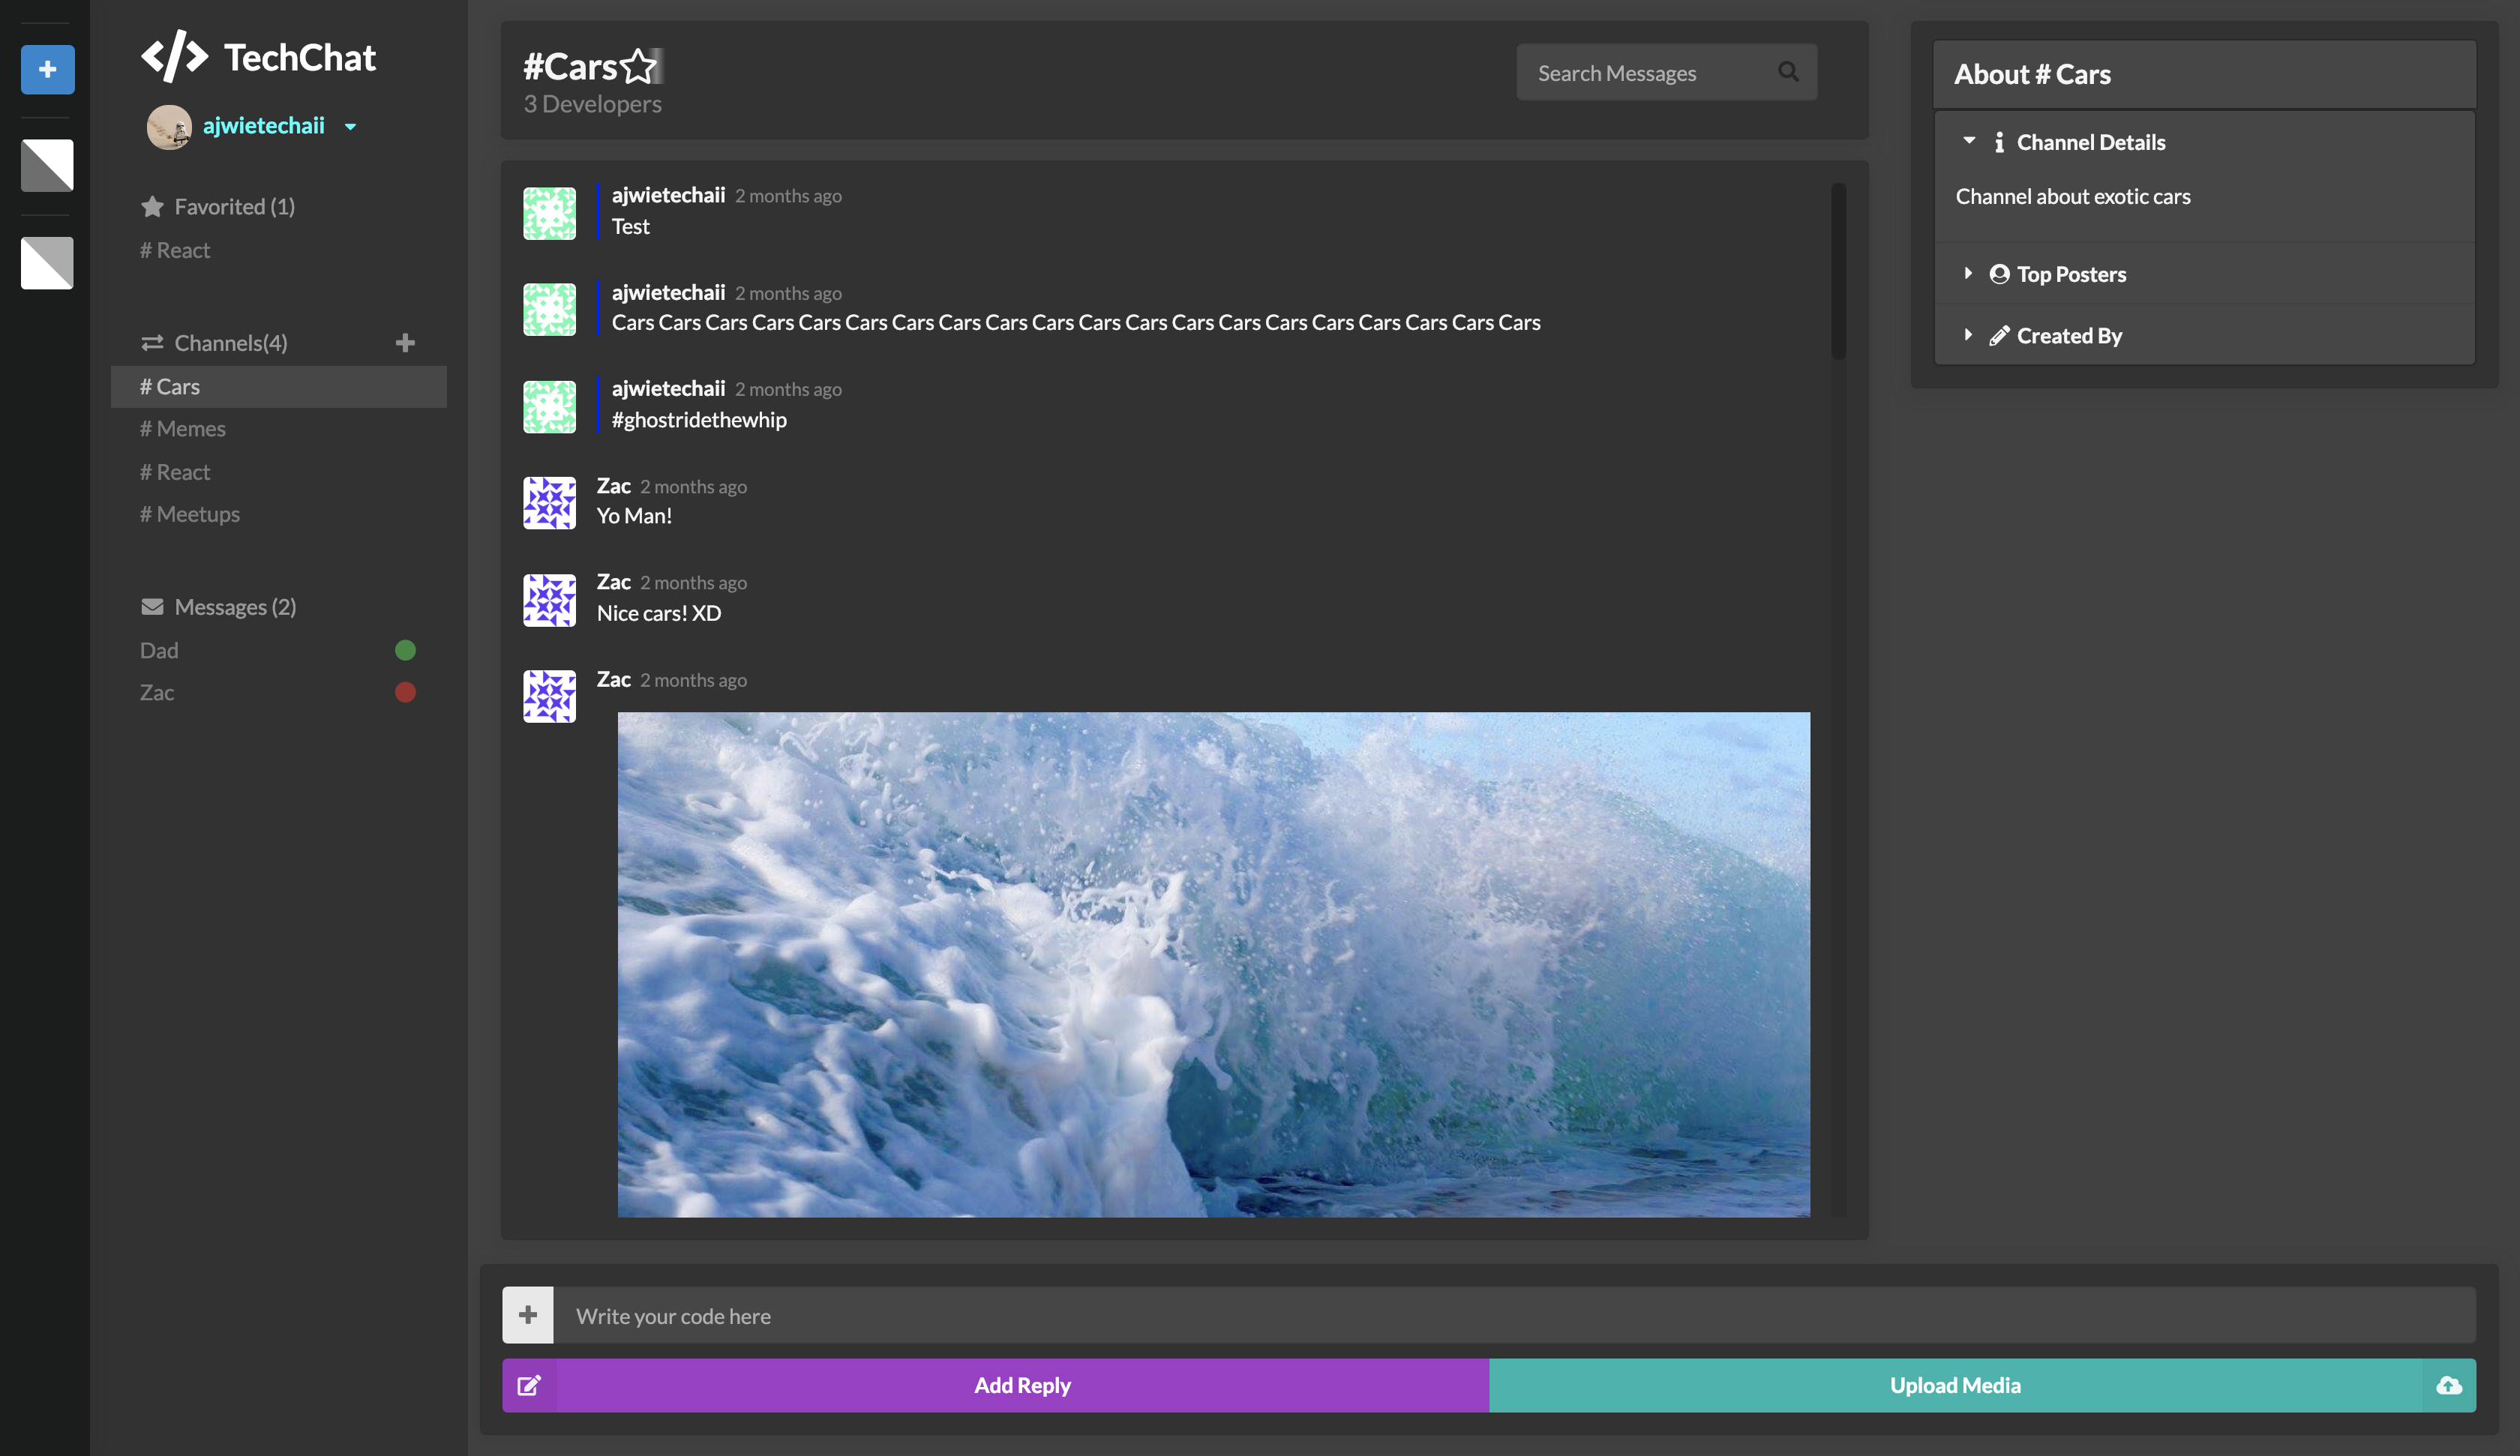 TechChat
ajwietechaii
Favorited (1)
# React
Channels(4)
# Cars
# Memes
# React
# Meetups
Messages (2)
Dad
Zac
#Cars
3 Developers
Search Messages
ajwietechaii 2 months ago
Test
ajwietechaii 2 months ago
Cars Cars Cars Cars Cars Cars Cars Cars Cars Cars Cars Cars Cars Cars Cars Cars Cars Cars Cars Cars
ajwietechaii 2 months ago
#ghostridethewhip
Zac 2 months ago
Yo Man!
Zac 2 months ago
Nice cars! XD
Zac 2 months ago
Write your code here
Add Reply
Upload Media
About # Cars
Channel Details
Channel about exotic cars
Top Posters
Created By